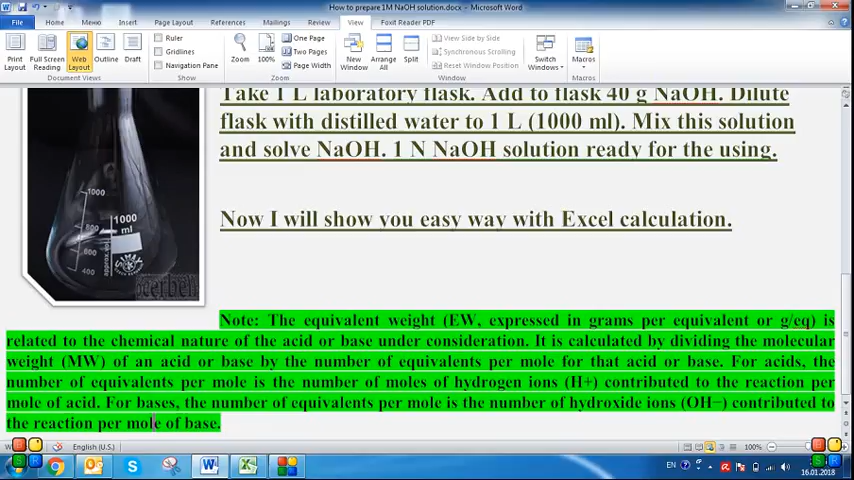 How to prepare 1M NaOH solution.docx - Microsoft Word
File Home Меню Insert Page Layout References Mailings Review View Foxit Reader PDF
Print Layout
Full Screen Reading
Web Layout
Outline
Draft
Document Views
Ruler
Gridlines
Navigation Pane
Show
Zoom
100%
One Page
Two Pages
Page Width
Zoom
New Window
Arrange All
Split
View Side by Side
Synchronous Scrolling
Reset Window Position
Window
Switch Windows
Macros
Macros
Take 1 L laboratory flask. Add to flask 40 g NaOH. Dilute
flask with distilled water to 1 L (1000 ml). Mix this solution
and solve NaOH. 1 N NaOH solution ready for the using.
1000
1000
ml
800
600
400
approx. vol.
Now I will show you easy way with Excel calculation.
Note: The equivalent weight (EW, expressed in grams per equivalent or g/eq) is
related to the chemical nature of the acid or base under consideration. It is calculated by dividing the molecular
weight (MW) of an acid or base by the number of equivalents per mole for that acid or base. For acids, the
number of equivalents per mole is the number of moles of hydrogen ions (H+) contributed to the reaction per
mole of acid. For bases, the number of equivalents per mole is the number of hydroxide ions (OH−) contributed to
the reaction per mole of base.
English (U.S.)
100%
EN
16.01.2018